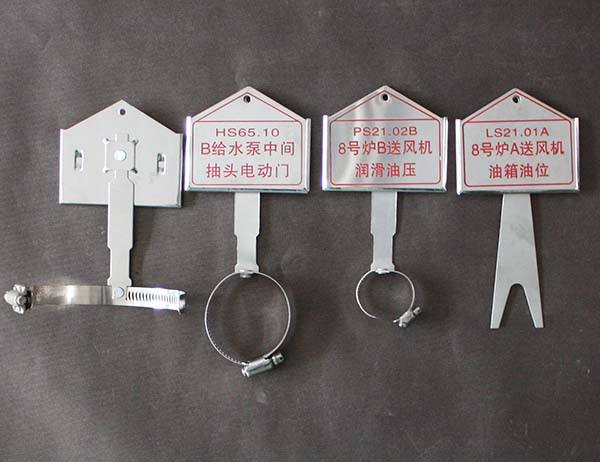 HS65.10
B给水泵中间
抽头电动门
PS21.02B
8号炉B送风机
润滑油压
LS21.01A
8号炉A送风机
油箱油位